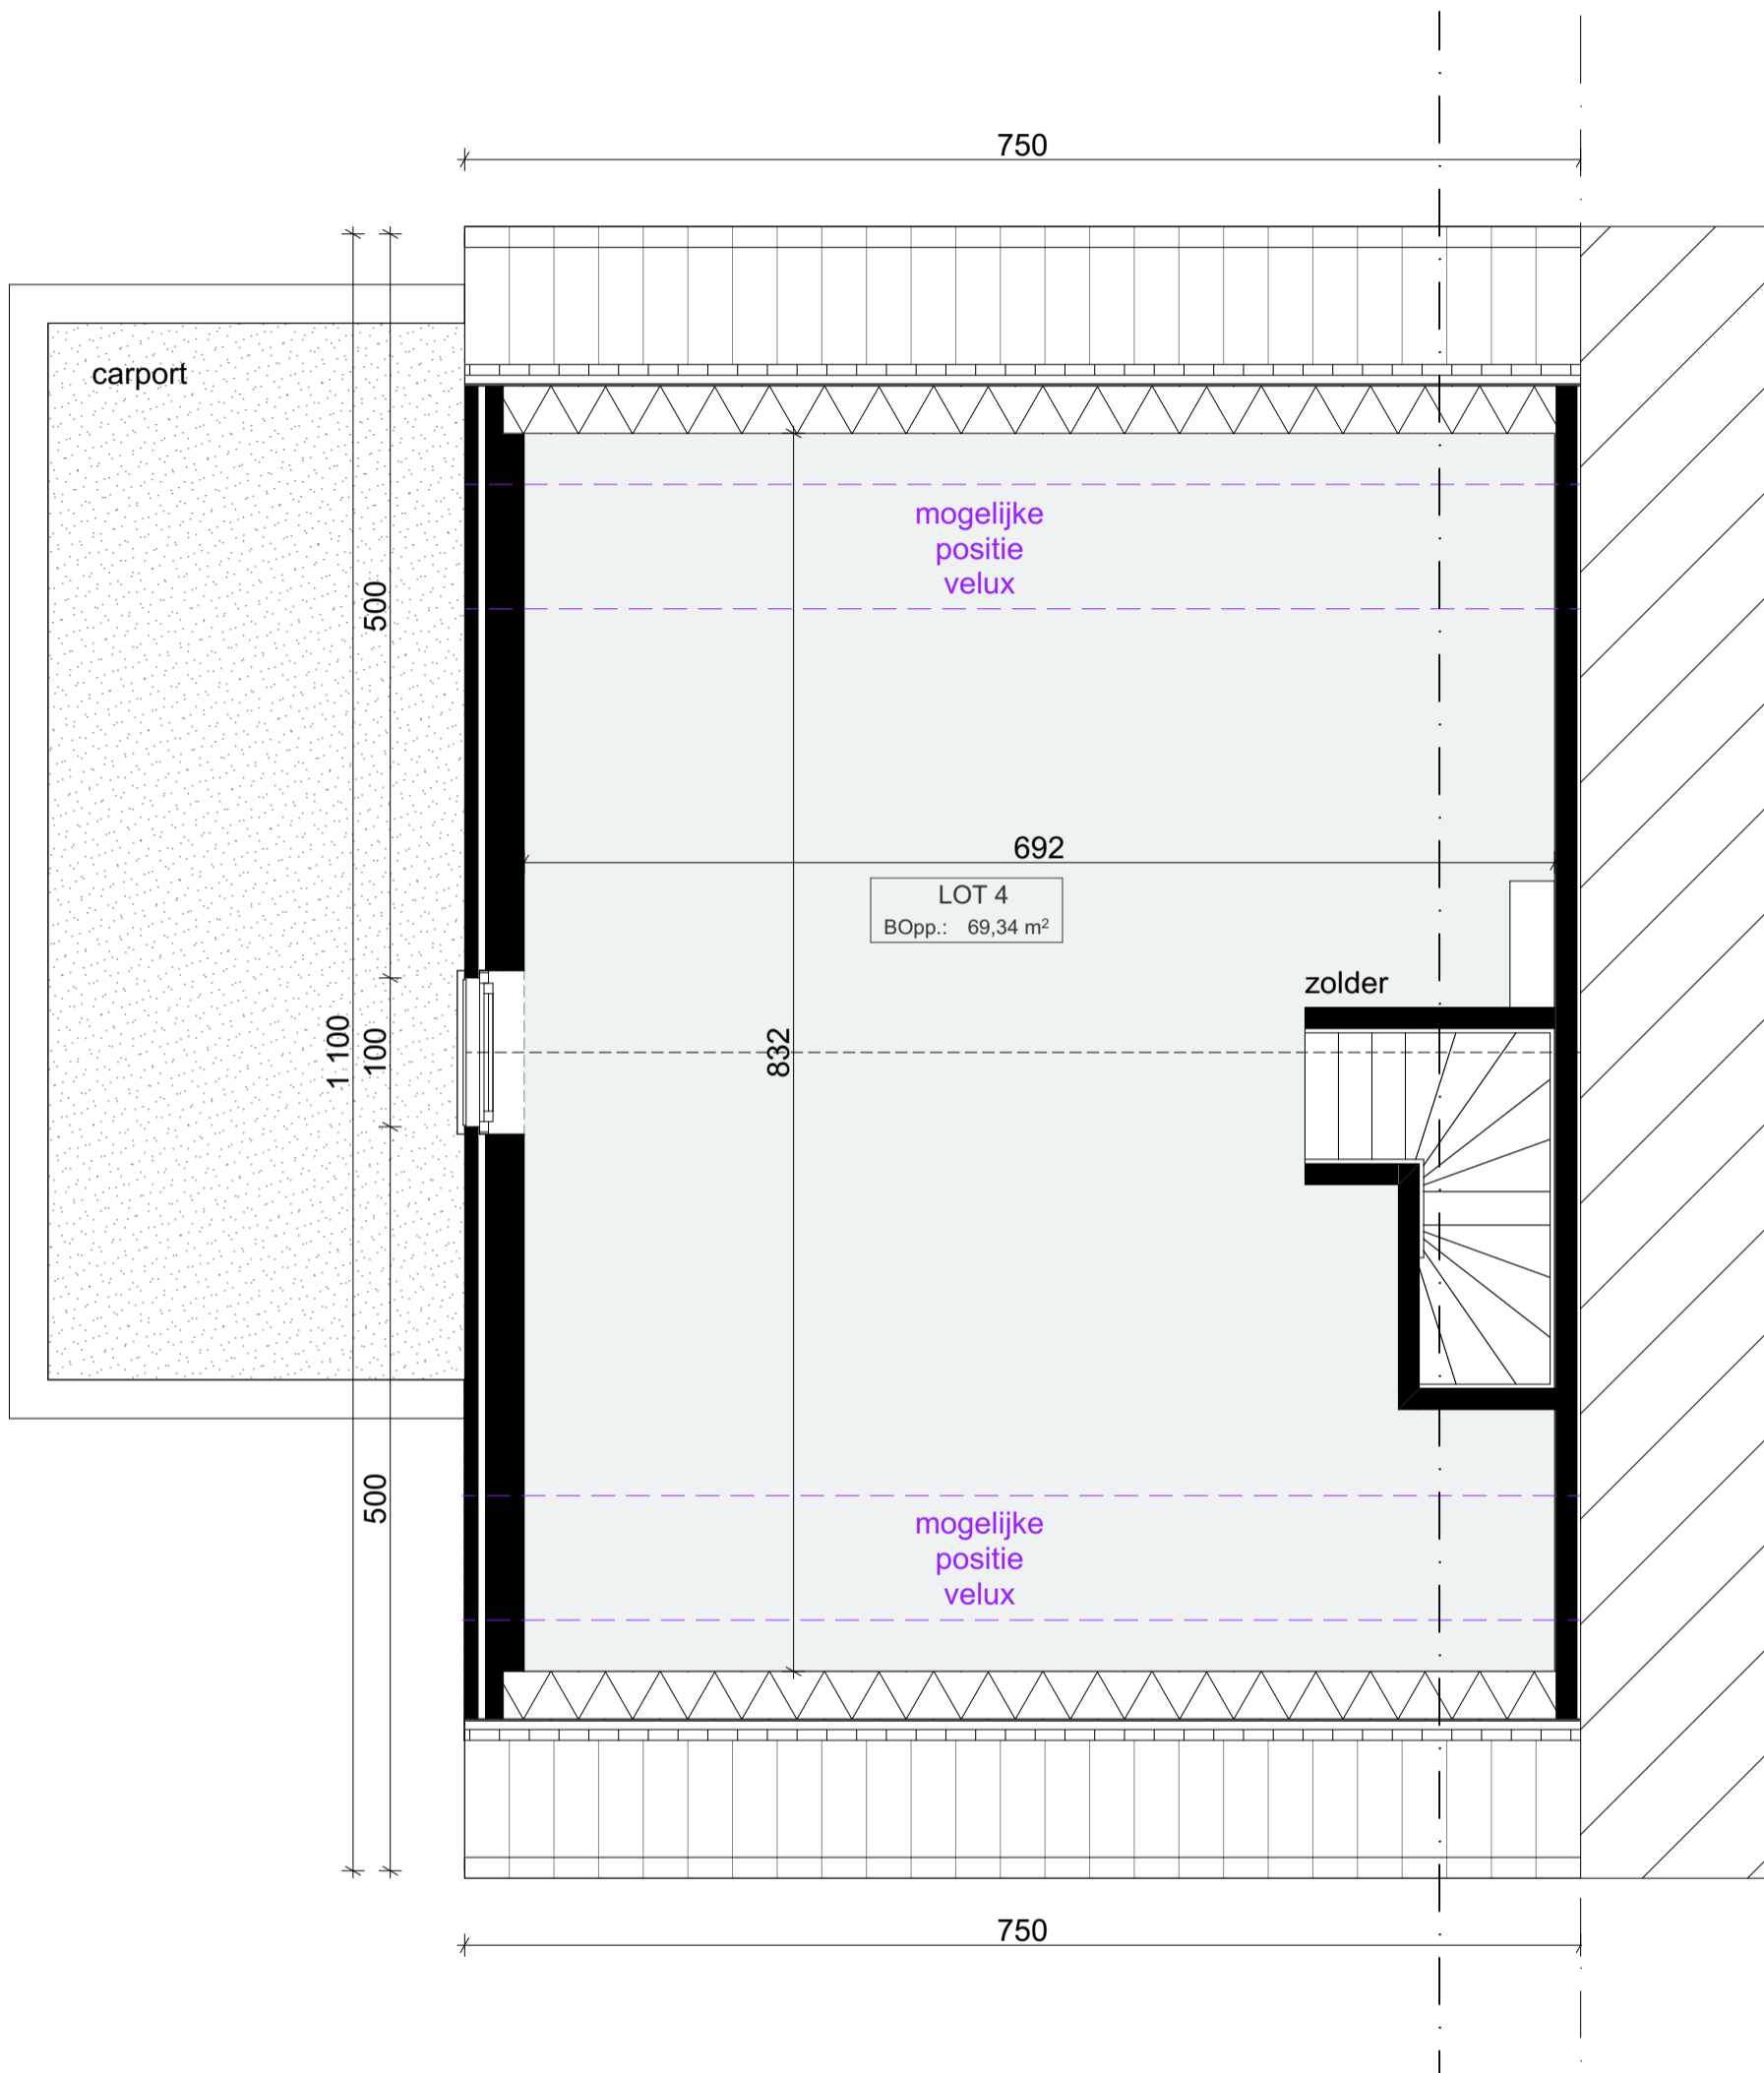 750
carport
mogelijke
positie
velux
500
692
LOT 4
BOpp.: 69,34 m²
zolder
1 100
100
832
500
mogelijke
positie
velux
750